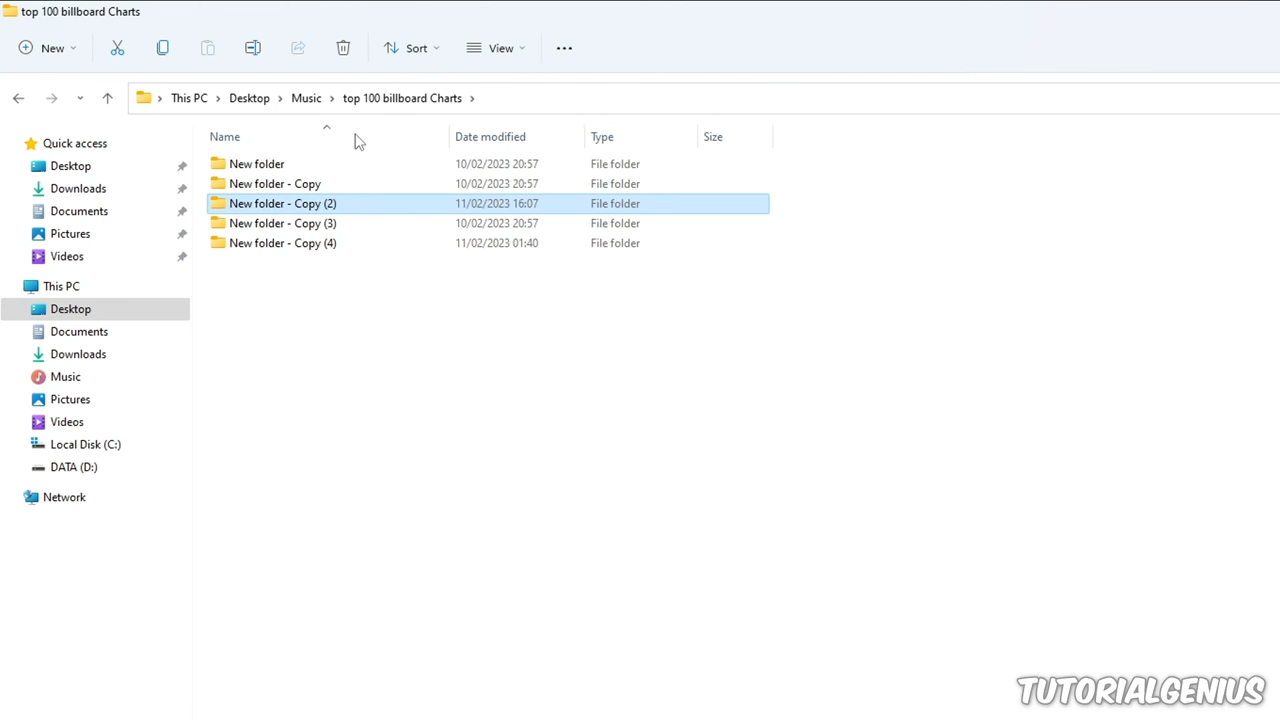 top 100 billboard Charts
New Sort View
This PC Desktop Music top 100 billboard Charts
Name Date modified Type Size
New folder 10/02/2023 20:57 File folder
New folder - Copy 10/02/2023 20:57 File folder
New folder - Copy (2) 11/02/2023 16:07 File folder
New folder - Copy (3) 10/02/2023 20:57 File folder
New folder - Copy (4) 11/02/2023 01:40 File folder
Quick access
Desktop
Downloads
Documents
Pictures
Videos
This PC
Desktop
Documents
Downloads
Music
Pictures
Videos
Local Disk (C:)
DATA (D:)
Network
TUTORIALGENIUS